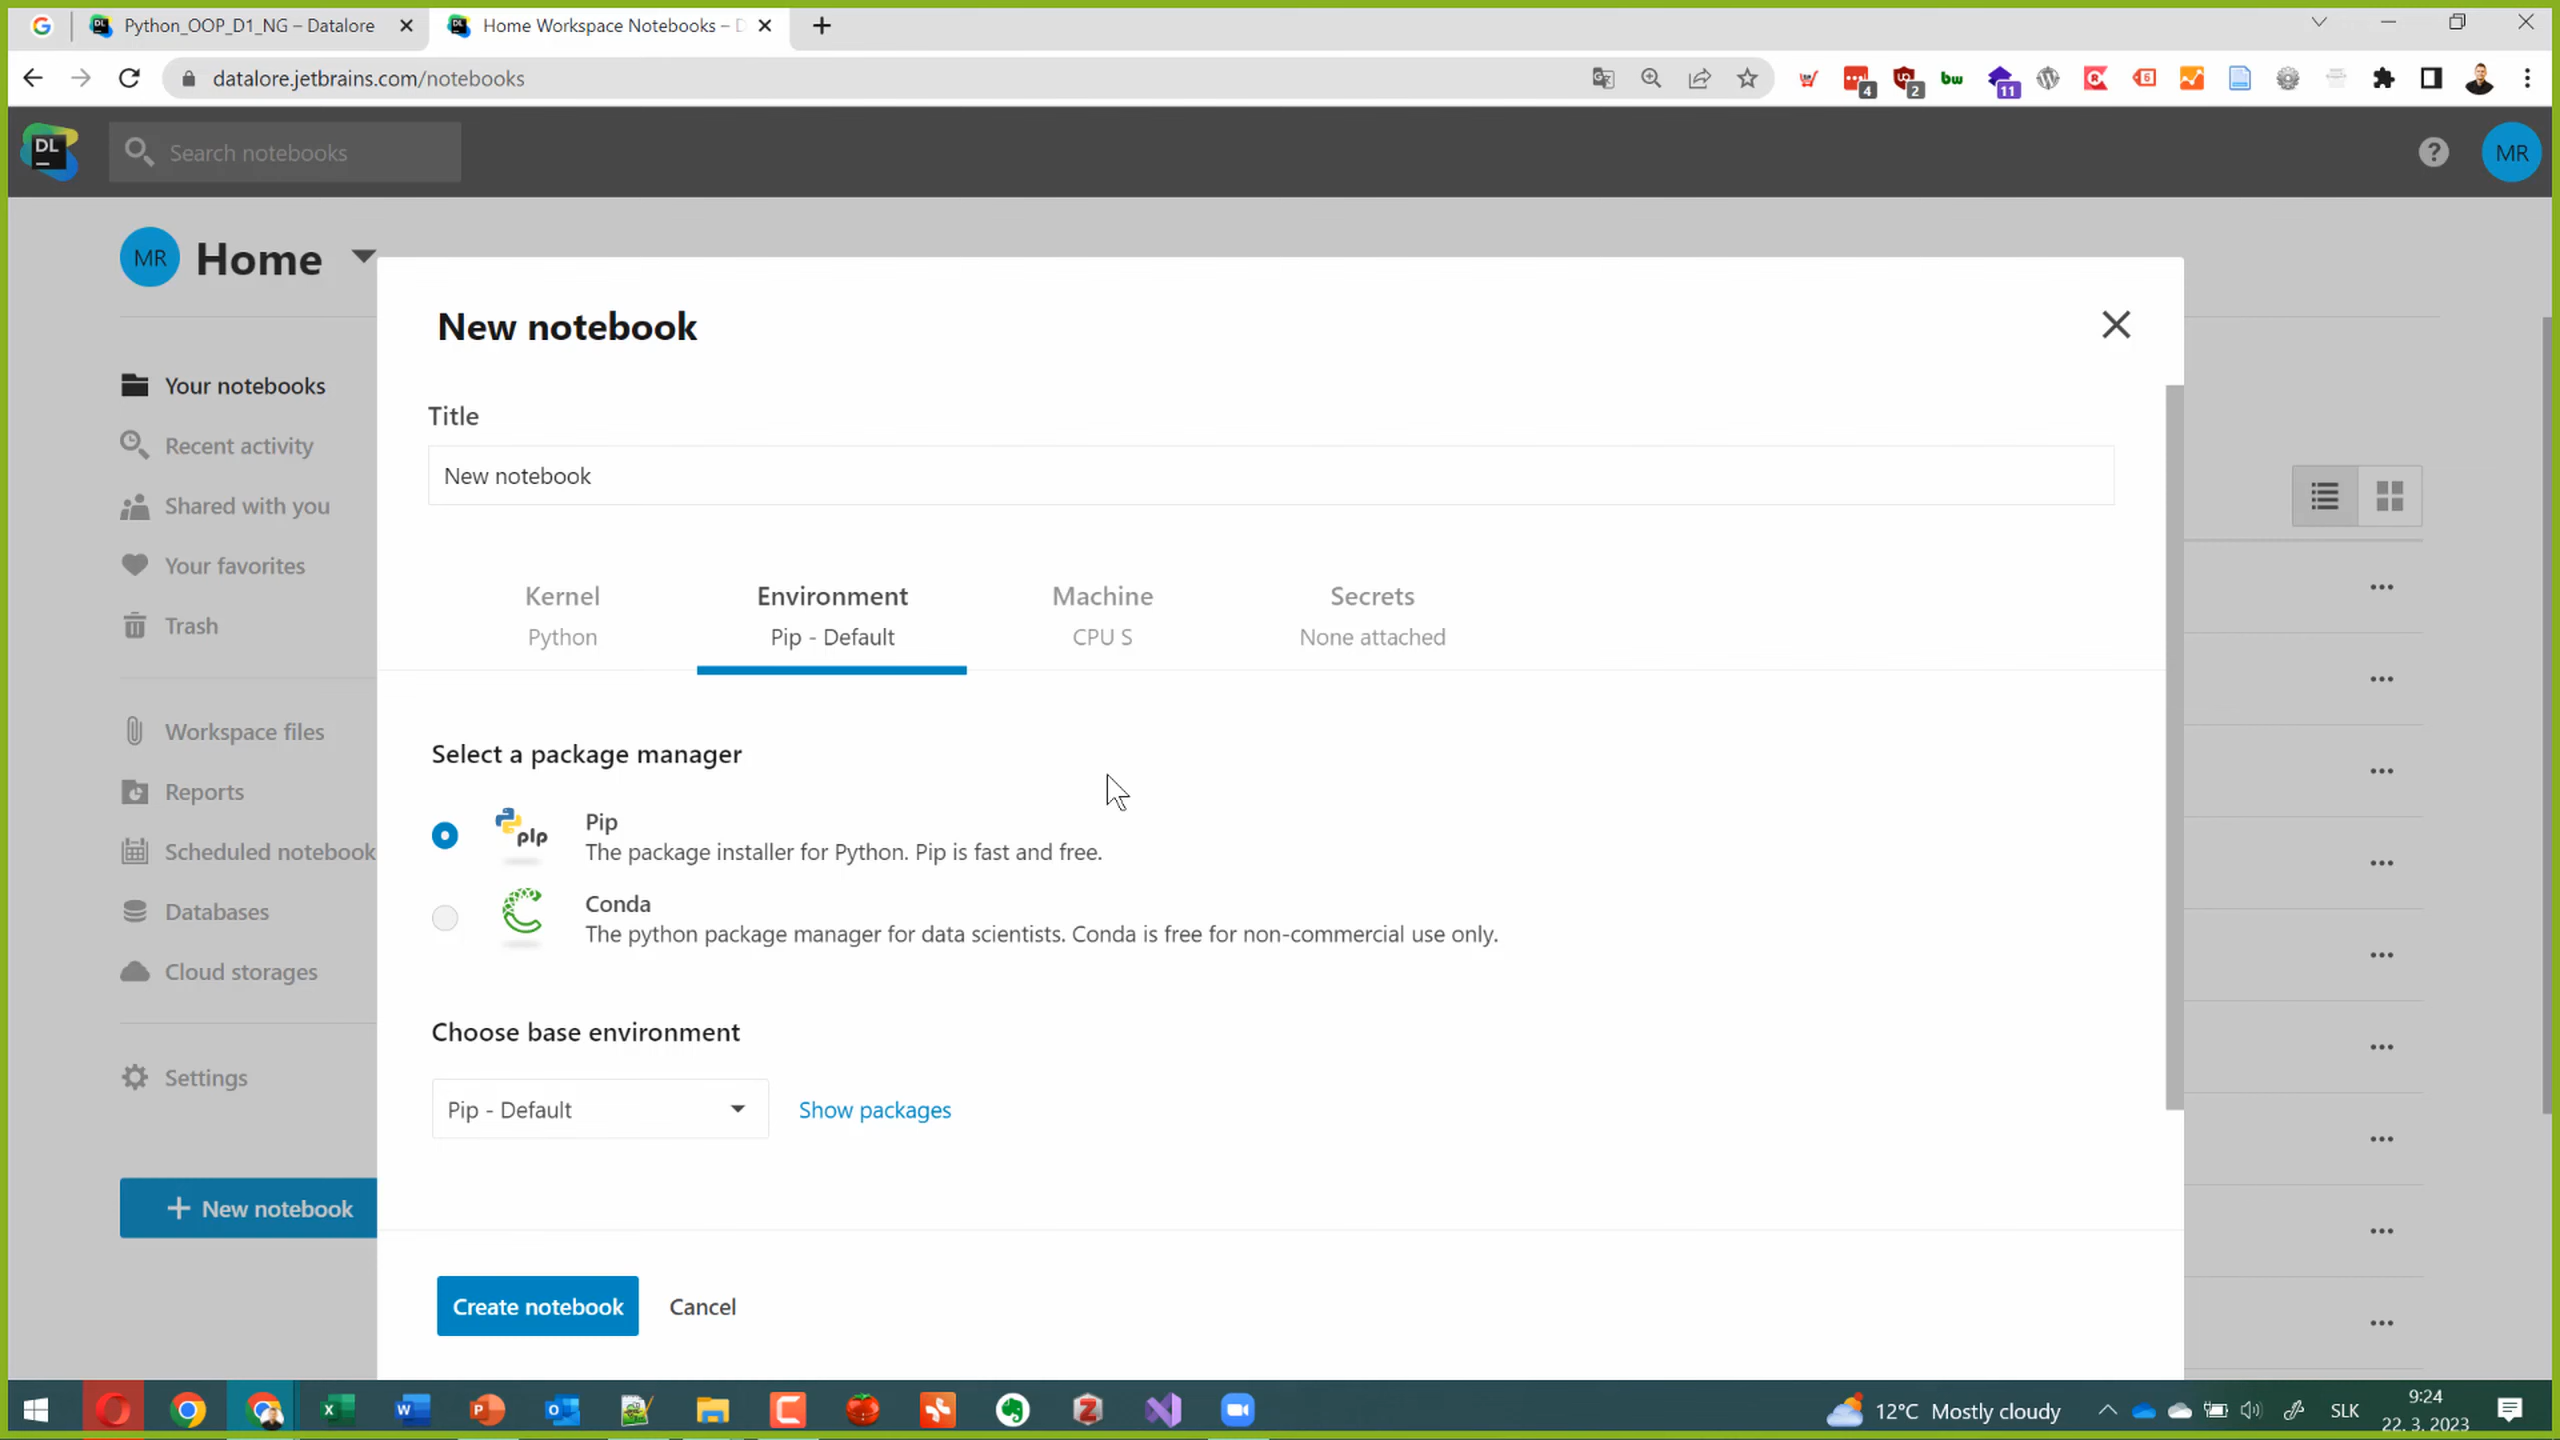 Python_OOP_D1_NG – Datalore
Home Workspace Notebooks – D
datalore.jetbrains.com/notebooks
4
2
bw
11
6
DL
Search notebooks
?
MR
MR
Home
Your notebooks
Recent activity
Shared with you
Your favorites
Trash
Workspace files
Reports
Scheduled notebook
Databases
Cloud storages
Settings
New notebook
New notebook
Title
New notebook
Kernel
Python
Environment
Pip - Default
Machine
CPU S
Secrets
None attached
Select a package manager
pip
Pip
The package installer for Python. Pip is fast and free.
Conda
The python package manager for data scientists. Conda is free for non-commercial use only.
Choose base environment
Pip - Default
Show packages
Create notebook
Cancel
12°C Mostly cloudy
SLK
9:24
22. 3. 2023